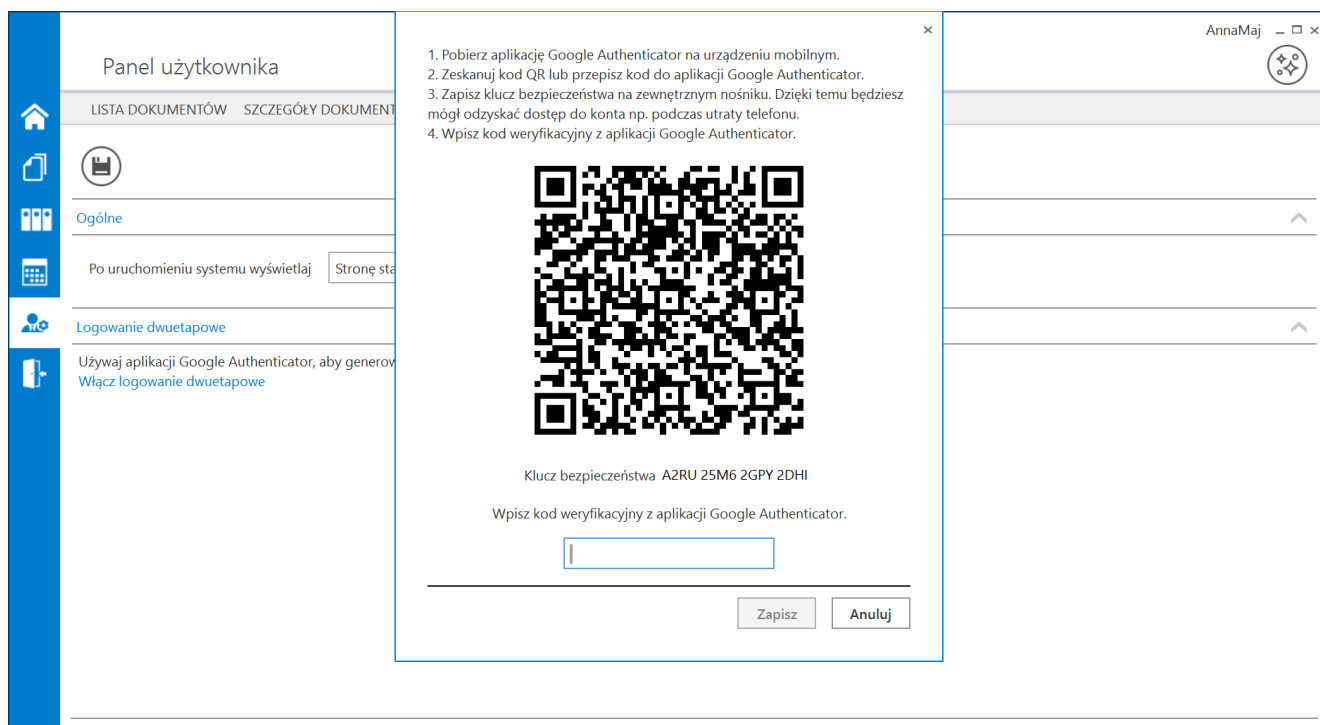 AnnaMaj
Panel użytkownika
LISTA DOKUMENTÓW SZCZEGÓŁY DOKUMENT
Ogólne
Po uruchomieniu systemu wyświetlaj Stronę sta
Logowanie dwuetapowe
Używaj aplikacji Google Authenticator, aby generow
Włącz logowanie dwuetapowe
1. Pobierz aplikację Google Authenticator na urządzeniu mobilnym.
2. Zeskanuj kod QR lub przepisz kod do aplikacji Google Authenticator.
3. Zapisz klucz bezpieczeństwa na zewnętrznym nośniku. Dzięki temu będziesz
mógł odzyskać dostęp do konta np. podczas utraty telefonu.
4. Wpisz kod weryfikacyjny z aplikacji Google Authenticator.
Klucz bezpieczeństwa A2RU 25M6 2GPY 2DHI
Wpisz kod weryfikacyjny z aplikacji Google Authenticator.
Zapisz Anuluj